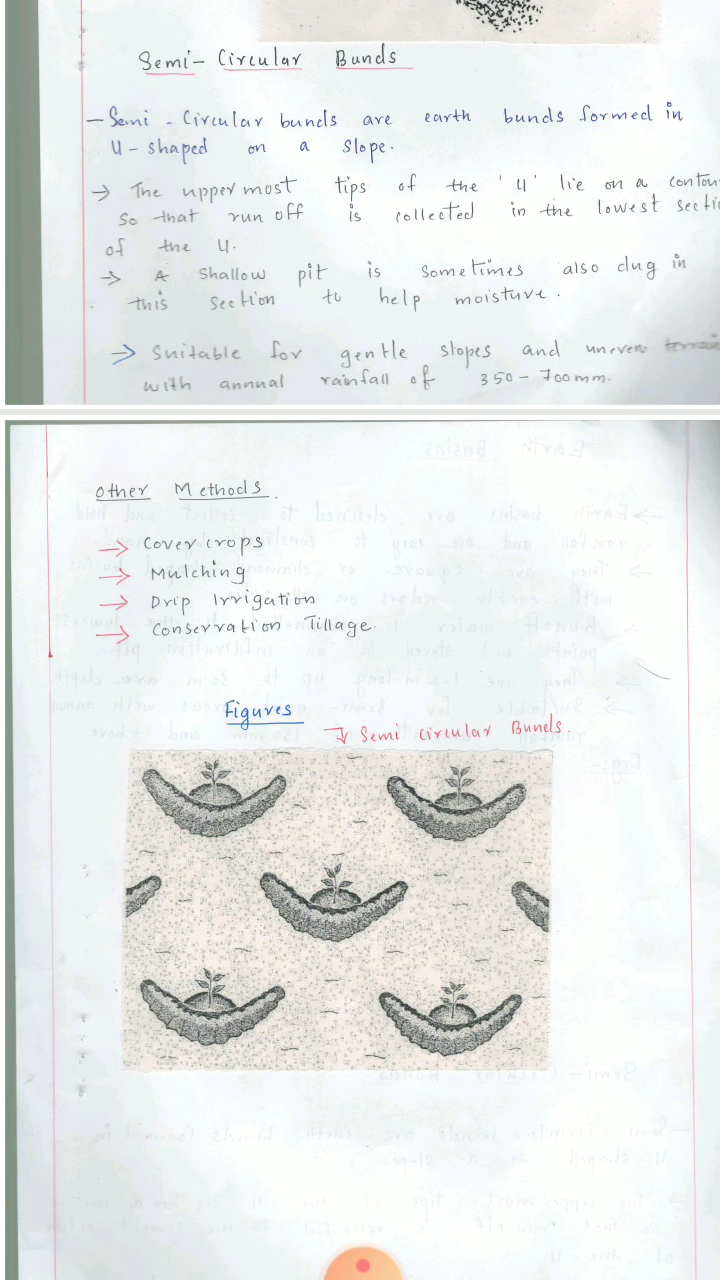 Semi- Circular Bunds
- Semi - Circular bunds are earth bunds formed in
U - shaped on a slope.
→ The upper most tips of the 'U' lie on a contou
so that run off is collected in the lowest secti
of the U.
→ A shallow pit is sometimes also dug in
this section to help moisture.
→ Suitable for gentle slopes and uneven terrai
with annual rainfall of 350 - 700 mm.
Other Methods.
→ Cover crops
→ Mulching
→ Drip Irrigation
→ Conservation Tillage.
Figures
→ Semi circular Bunds.